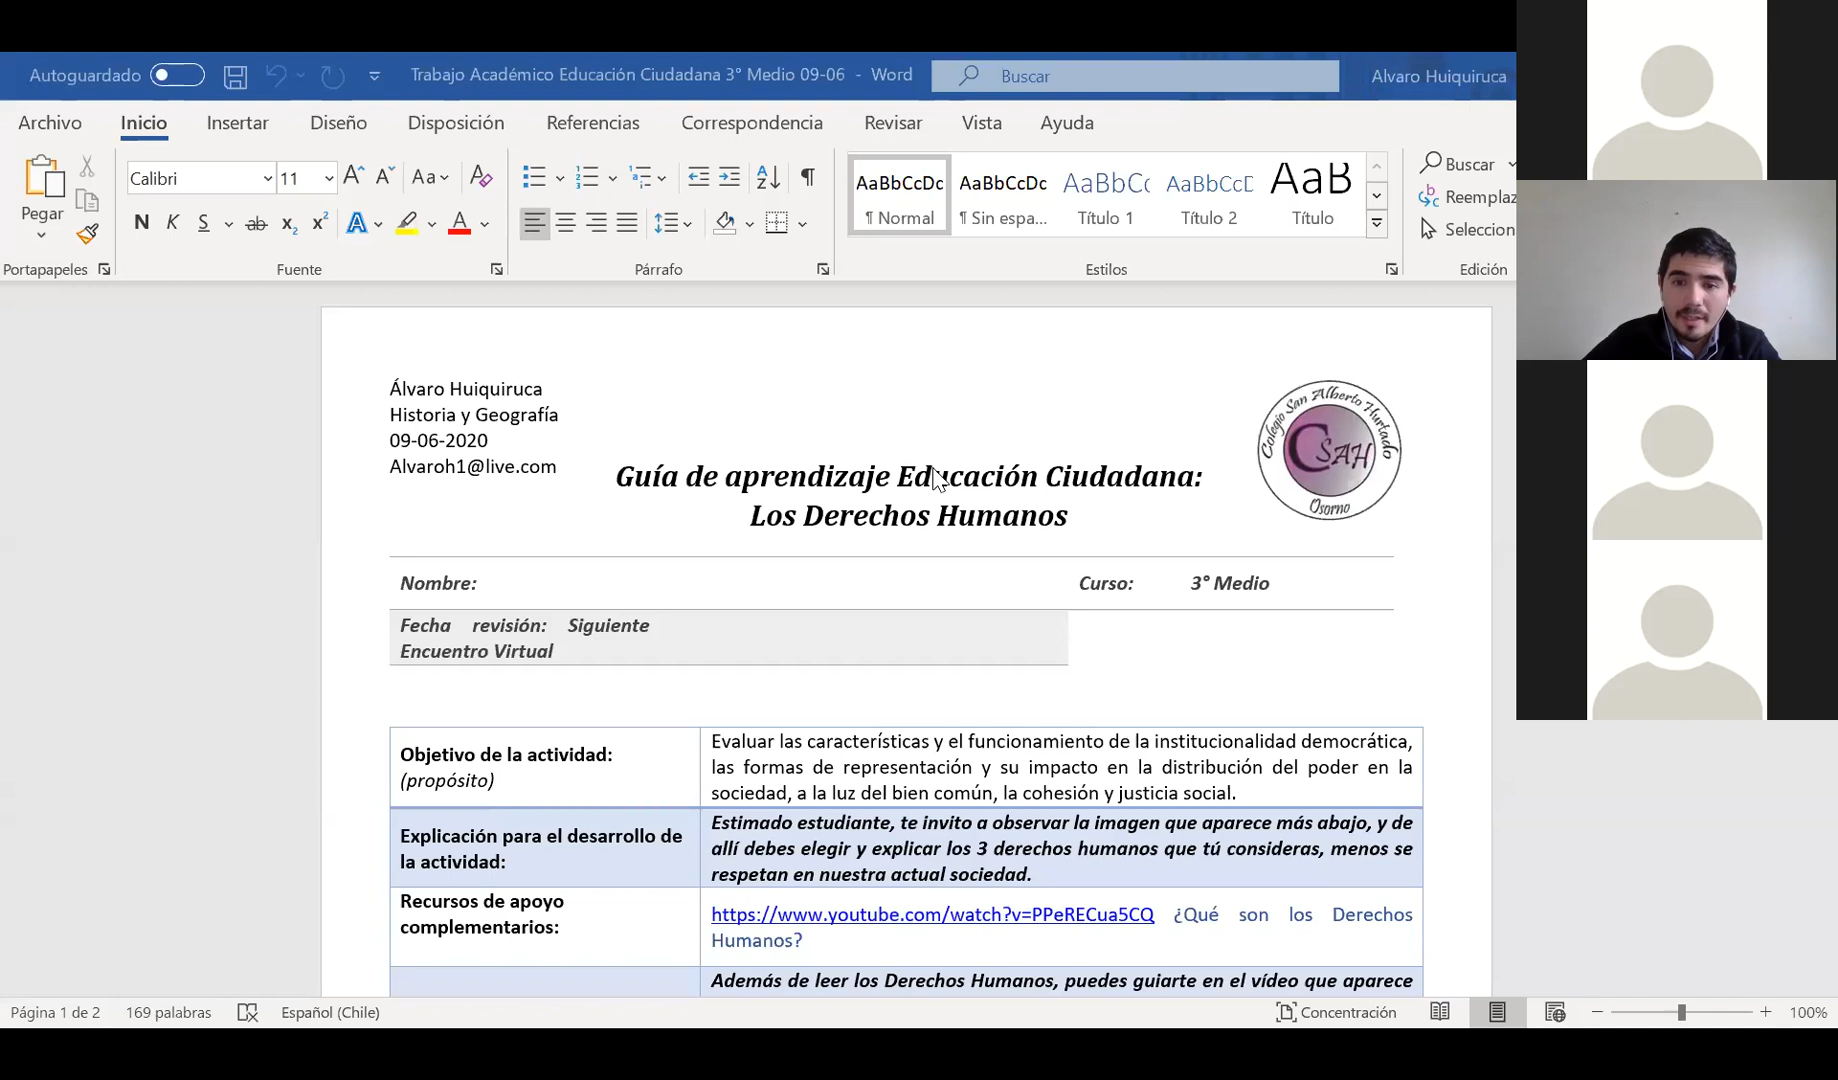 Autoguardado
Trabajo Académico Educación Ciudadana 3° Medio 09-06 - Word
Buscar
Alvaro Huiquiruca
Archivo Inicio Insertar Diseño Disposición Referencias Correspondencia Revisar Vista Ayuda
Pegar
Calibri 11 A A Aa A
N K S ab x₂ x² A A
AaBbCcDc AaBbCcDc AaBbCc AaBbCcD AaB
¶ Normal ¶ Sin espa... Título 1 Título 2 Título
Buscar
Reemplaz
Seleccion
Portapapeles Fuente Párrafo Estilos Edición
Álvaro Huiquiruca
Historia y Geografía
09-06-2020
Alvaroh1@live.com
Guía de aprendizaje Educación Ciudadana:
Los Derechos Humanos
Colegio San Alberto Hurtado
CSAH
Osorno
Nombre: Curso: 3° Medio
Fecha revisión: Siguiente
Encuentro Virtual
Objetivo de la actividad:
(propósito)
Evaluar las características y el funcionamiento de la institucionalidad democrática,
las formas de representación y su impacto en la distribución del poder en la
sociedad, a la luz del bien común, la cohesión y justicia social.
Explicación para el desarrollo de
la actividad:
Estimado estudiante, te invito a observar la imagen que aparece más abajo, y de
allí debes elegir y explicar los 3 derechos humanos que tú consideras, menos se
respetan en nuestra actual sociedad.
Recursos de apoyo
complementarios:
https://www.youtube.com/watch?v=PPeRECua5CQ ¿Qué son los Derechos
Humanos?
Además de leer los Derechos Humanos, puedes guiarte en el vídeo que aparece
Página 1 de 2 169 palabras Español (Chile) Concentración 100%